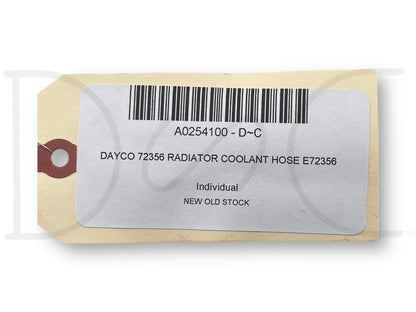 A0254100 - D~C
DAYCO 72356 RADIATOR COOLANT HOSE E72356
Individual
NEW OLD STOCK